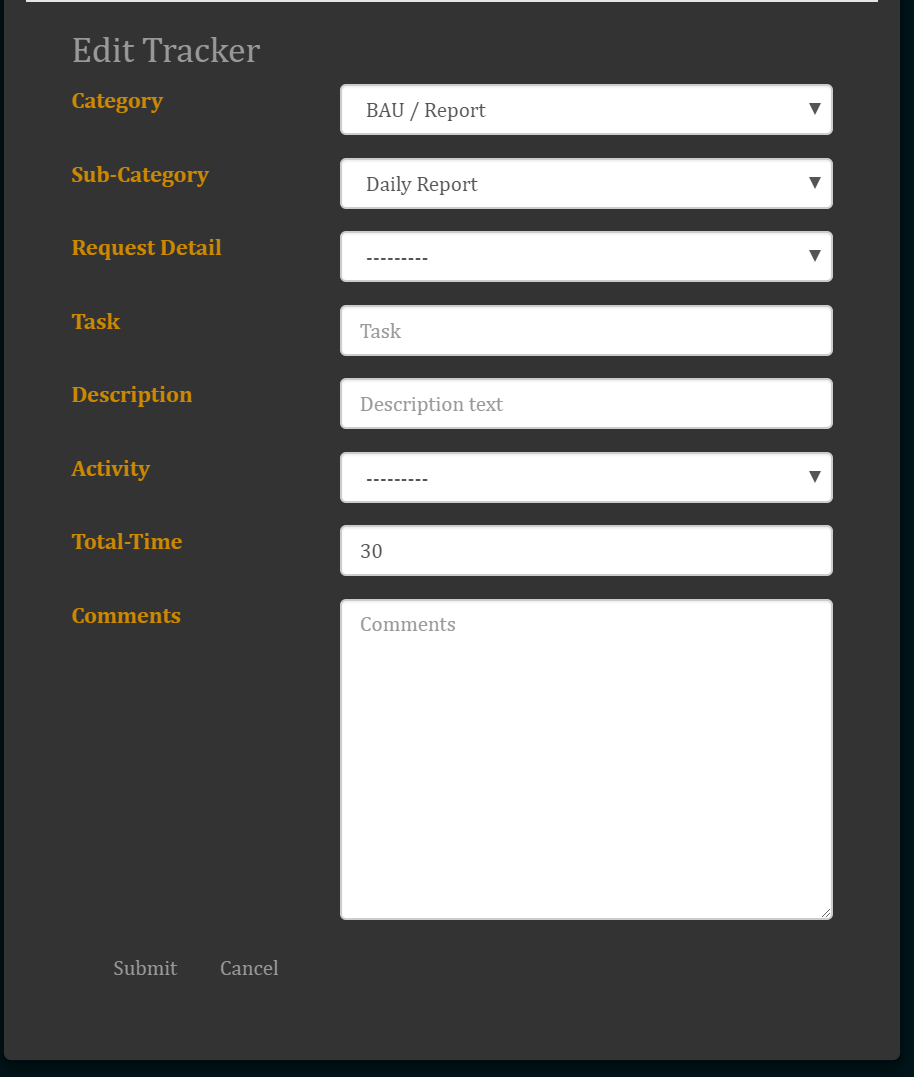 Edit Tracker
Category
BAU / Report
Sub-Category
Daily Report
Request Detail
---------
Task
Task
Description
Description text
Activity
---------
Total-Time
30
Comments
Comments
Submit Cancel